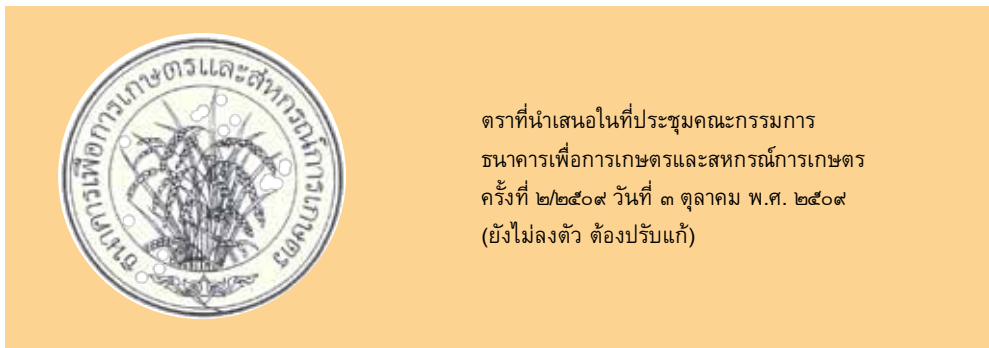 ธนาคารเพื่อการเกษตรและสหกรณ์การเกษตร
ตราที่นำเสนอในที่ประชุมคณะกรรมการ
ธนาคารเพื่อการเกษตรและสหกรณ์การเกษตร
ครั้งที่ ๒/๒๕๐๙ วันที่ ๓ ตุลาคม พ.ศ. ๒๕๐๙
(ยังไม่ลงตัว ต้องปรับแก้)